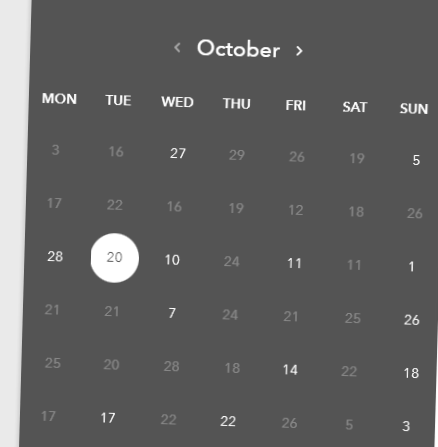 ‹ October ›
MON TUE WED THU FRI SAT SUN
3 16 27 29 26 19 5
17 22 16 19 12 18 26
28 20 10 24 11 11 1
21 21 7 24 21 25 26
25 20 28 18 14 22 18
17 17 22 22 26 5 3